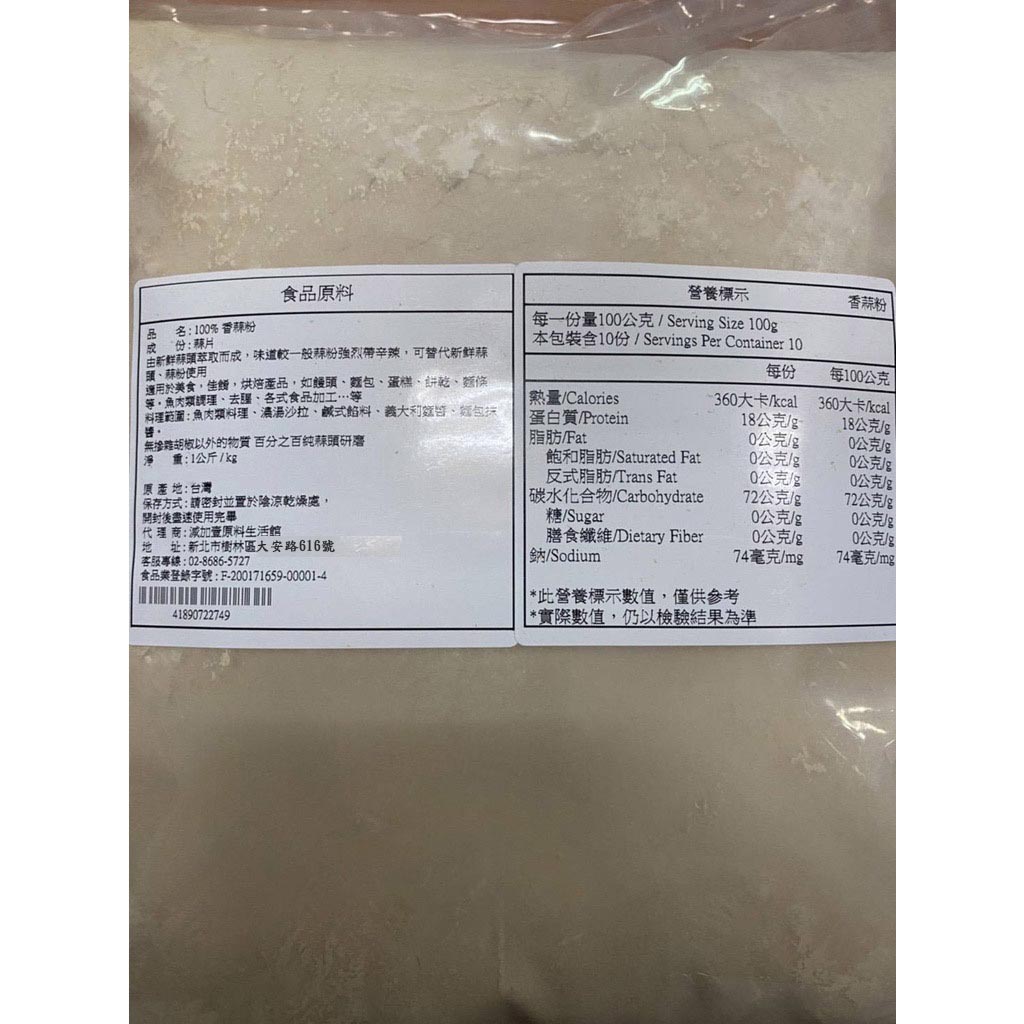 食品原料
品 名:100% 香蒜粉
成 份:蒜片
由新鮮蒜頭萃取而成，味道較一般蒜粉強烈帶辛辣，可替代新鮮蒜
頭、蒜粉使用
適用於美食，佳餚，烘焙產品，如饅頭、麵包、蛋糕、餅乾、麵條
等，魚肉類調理、去腥、各式食品加工…等
料理範圍:魚肉類料理、濃湯沙拉、鹹式餡料、義大利麵醬、麵包抹
醬。
無摻雜胡椒以外的物質 百分之百純蒜頭研磨
淨 重:1公斤/kg
原 產 地:台灣
保存方式:請密封並置於陰涼乾燥處，
開封後盡速使用完畢
代 理 商:減加壹原料生活館
地 址:新北市樹林區大安路616號
客服專線:02-8686-5727
食品業登錄字號:F-200171659-00001-4
41890722749
營養標示 香蒜粉
每一份量100公克 / Serving Size 100g
本包裝含10份 / Servings Per Container 10
每份 每100公克
熱量/Calories 360大卡/kcal 360大卡/kcal
蛋白質/Protein 18公克/g 18公克/g
脂肪/Fat 0公克/g 0公克/g
飽和脂肪/Saturated Fat 0公克/g 0公克/g
反式脂肪/Trans Fat 0公克/g 0公克/g
碳水化合物/Carbohydrate 72公克/g 72公克/g
糖/Sugar 0公克/g 0公克/g
膳食纖維/Dietary Fiber 0公克/g 0公克/g
鈉/Sodium 74毫克/mg 74毫克/mg
*此營養標示數值，僅供參考
*實際數值，仍以檢驗結果為準